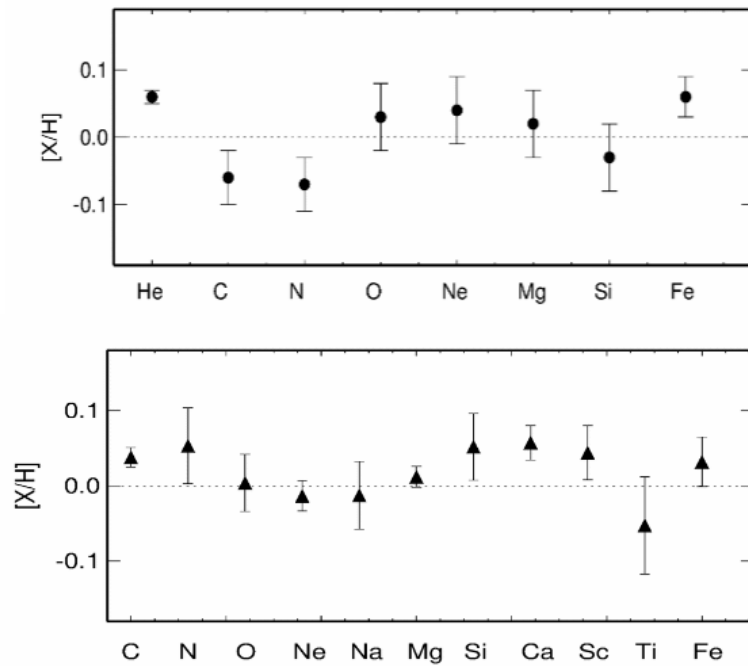 [X/H]
0.1
0.0
-0.1
He C N O Ne Mg Si Fe
[X/H]
0.1
0.0
-0.1
C N O Ne Na Mg Si Ca Sc Ti Fe